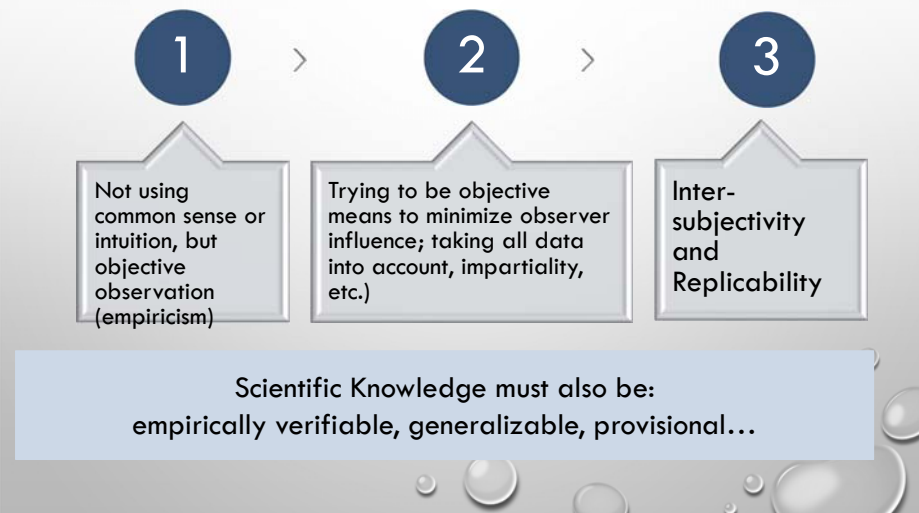 1
2
3
Not using
common sense or
intuition, but
objective
observation
(empiricism)
Trying to be objective
means to minimize observer
influence; taking all data
into account, impartiality,
etc.)
Inter-
subjectivity
and
Replicability
Scientific Knowledge must also be:
empirically verifiable, generalizable, provisional...